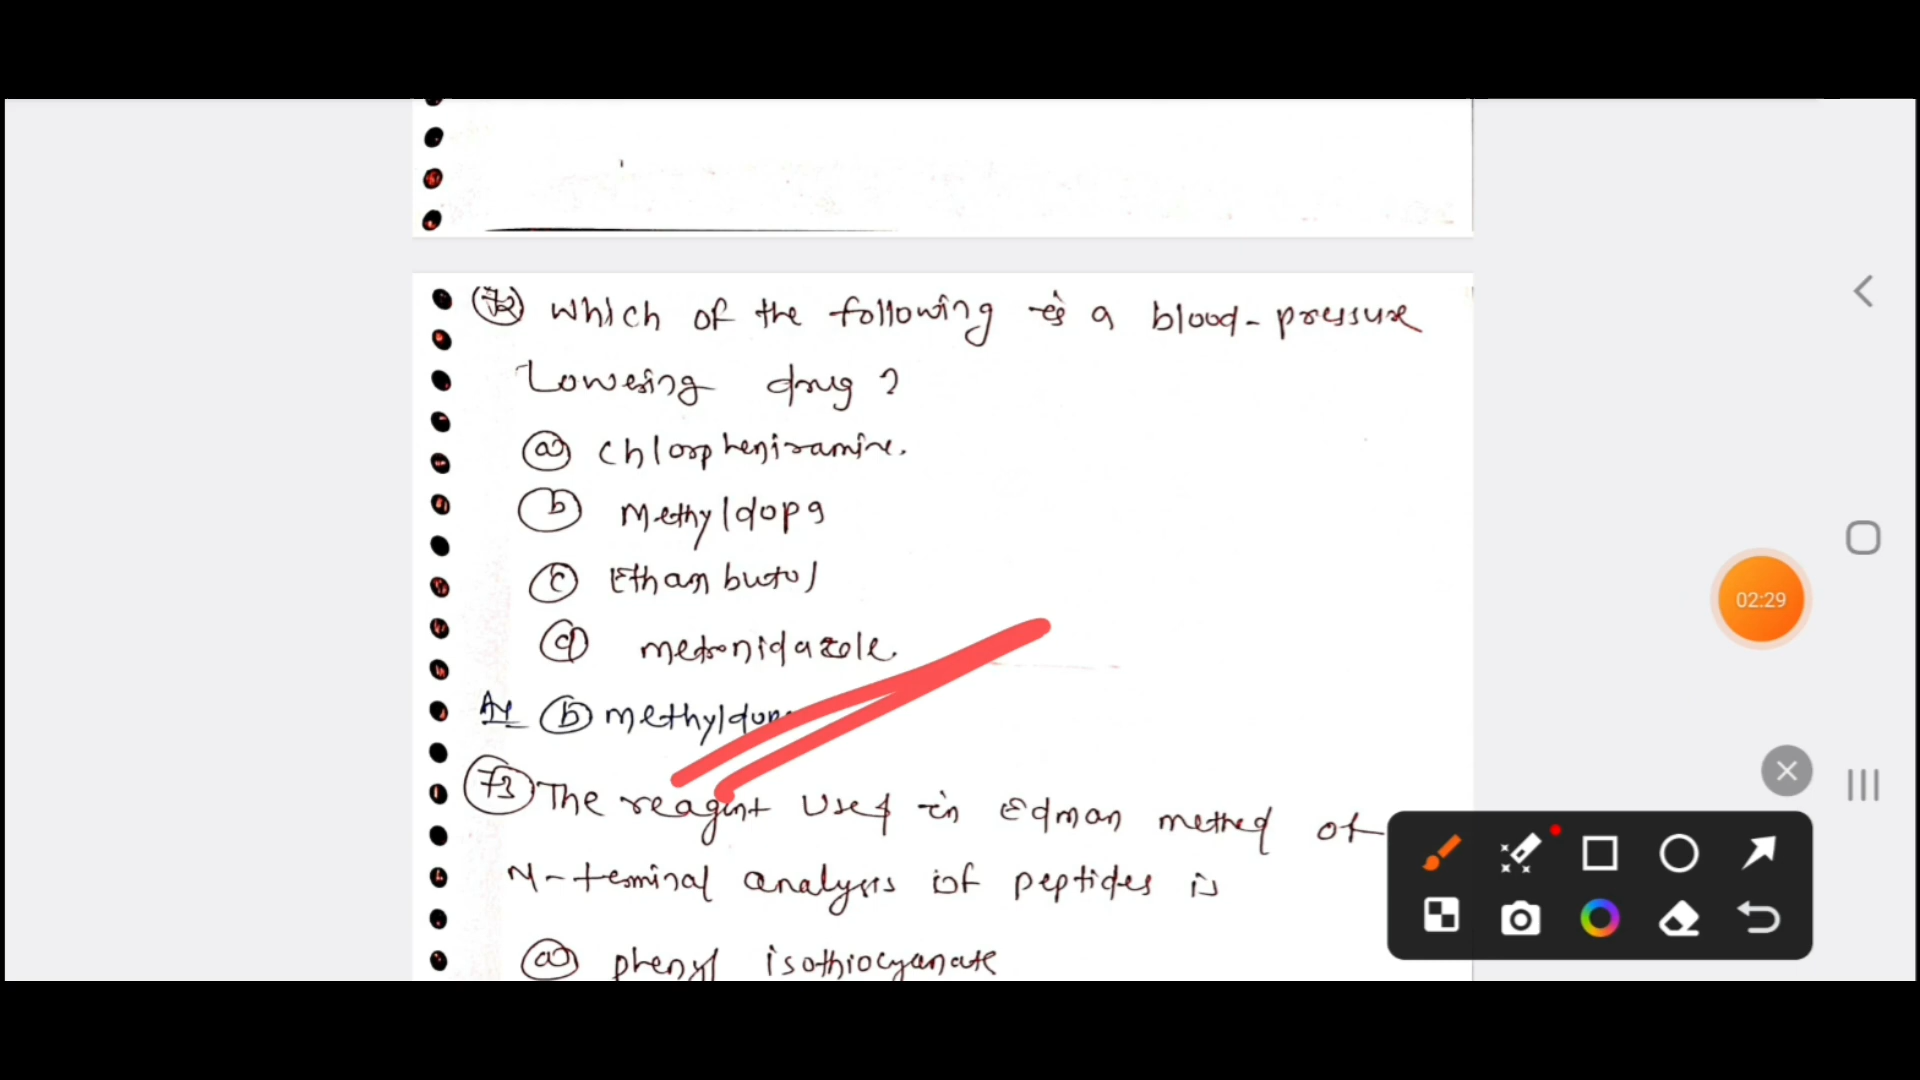 72 Which of the following is a blood-pressure
Lowering drug ?
a chlorpheniramine.
b Methyldopa
c Ethambutol
d metronidazole.
Ans b methyldopa
73 The reagent Used in Edman method of
N-terminal analysis of peptides is
a phenyl isothiocyanate
02:29